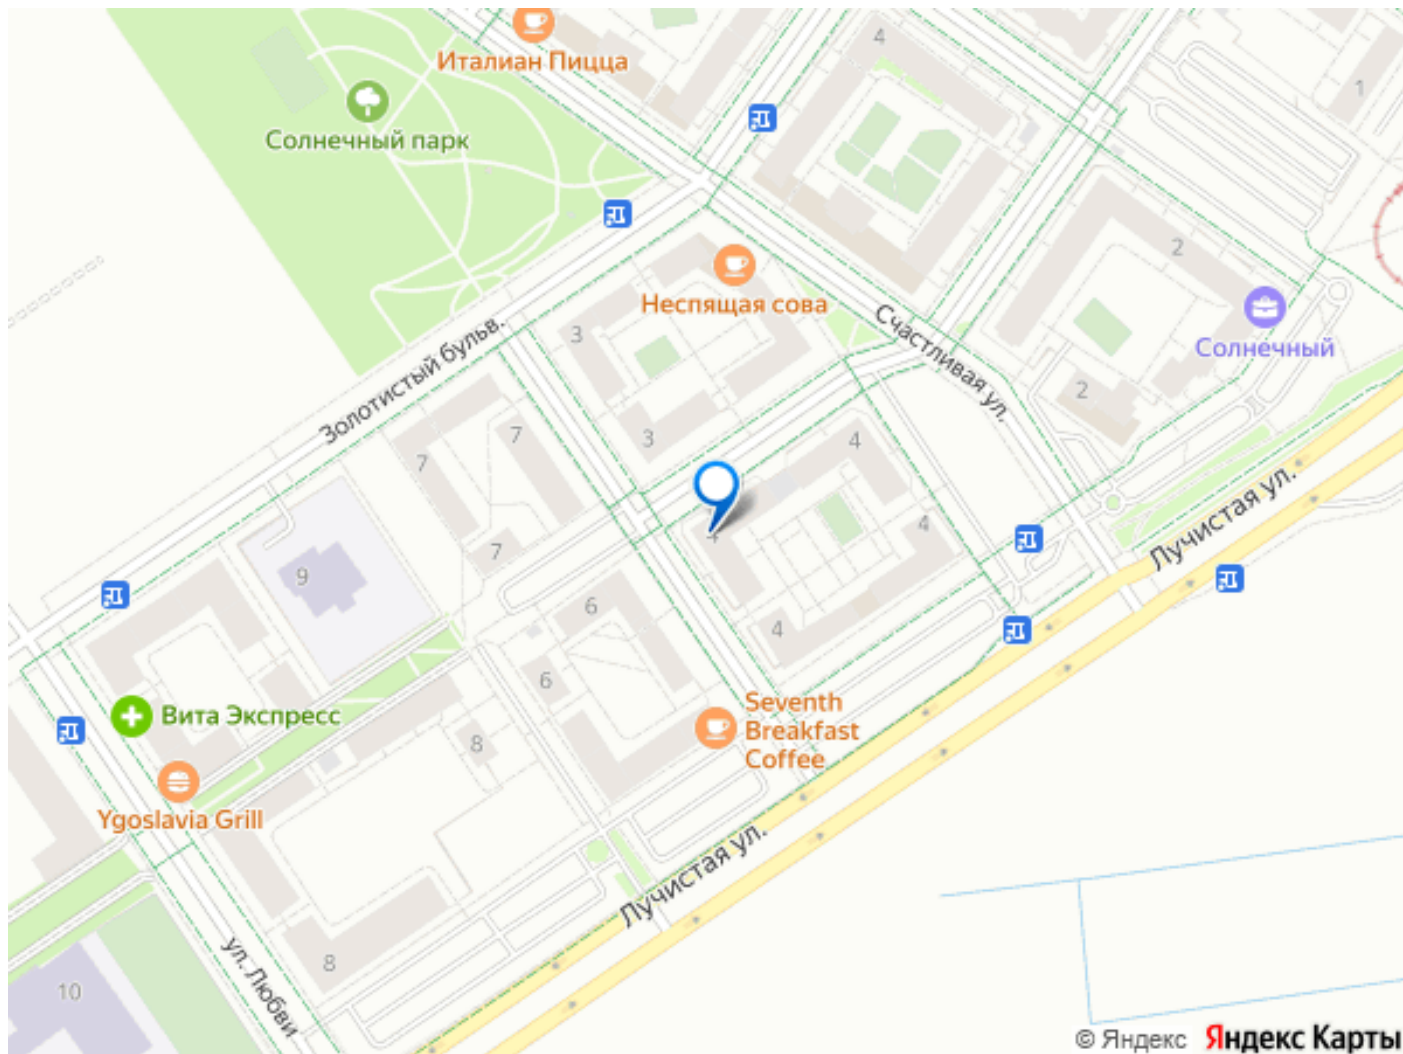 Италиан Пицца
4
1
Солнечный парк
2
Неспящая сова
Солнечный
Счастливая ул.
3
2
Золотистый бульв.
3
7
7
4
Лучистая ул.
4
4
7
9
6
4
6
Вита Экспресс
Seventh
Breakfast
Coffee
8
Ygoslavia Grill
Лучистая ул.
ул. Любви
8
10
© Яндекс Яндекс Карты